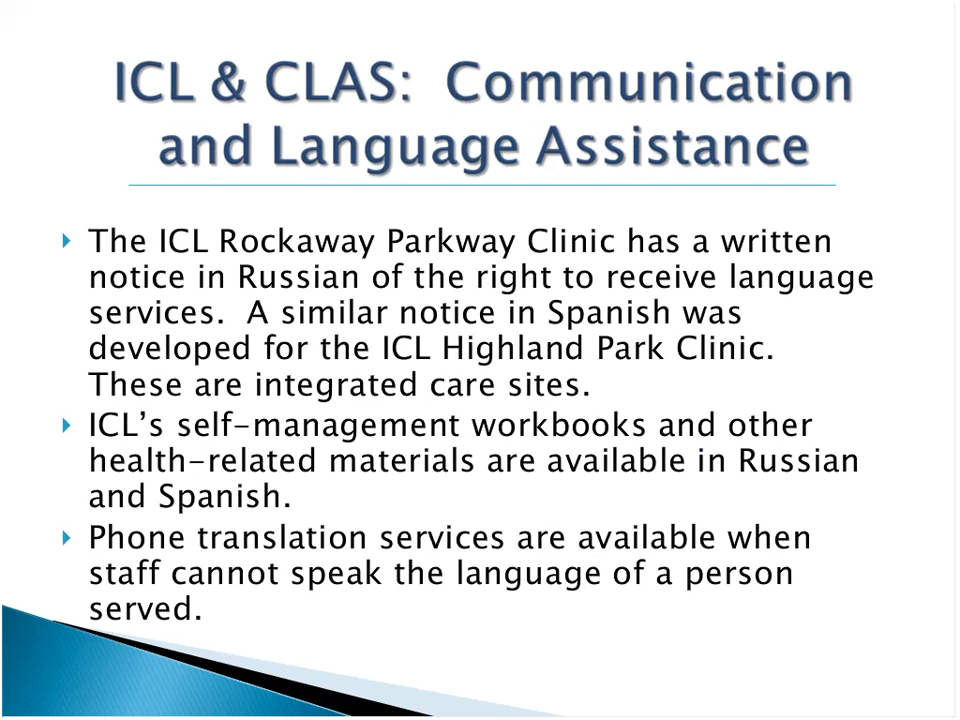 ICL & CLAS:  Communication
and Language Assistance
The ICL Rockaway Parkway Clinic has a written
notice in Russian of the right to receive language
services.  A similar notice in Spanish was
developed for the ICL Highland Park Clinic.
These are integrated care sites.
ICL’s self-management workbooks and other
health-related materials are available in Russian
and Spanish.
Phone translation services are available when
staff cannot speak the language of a person
served.